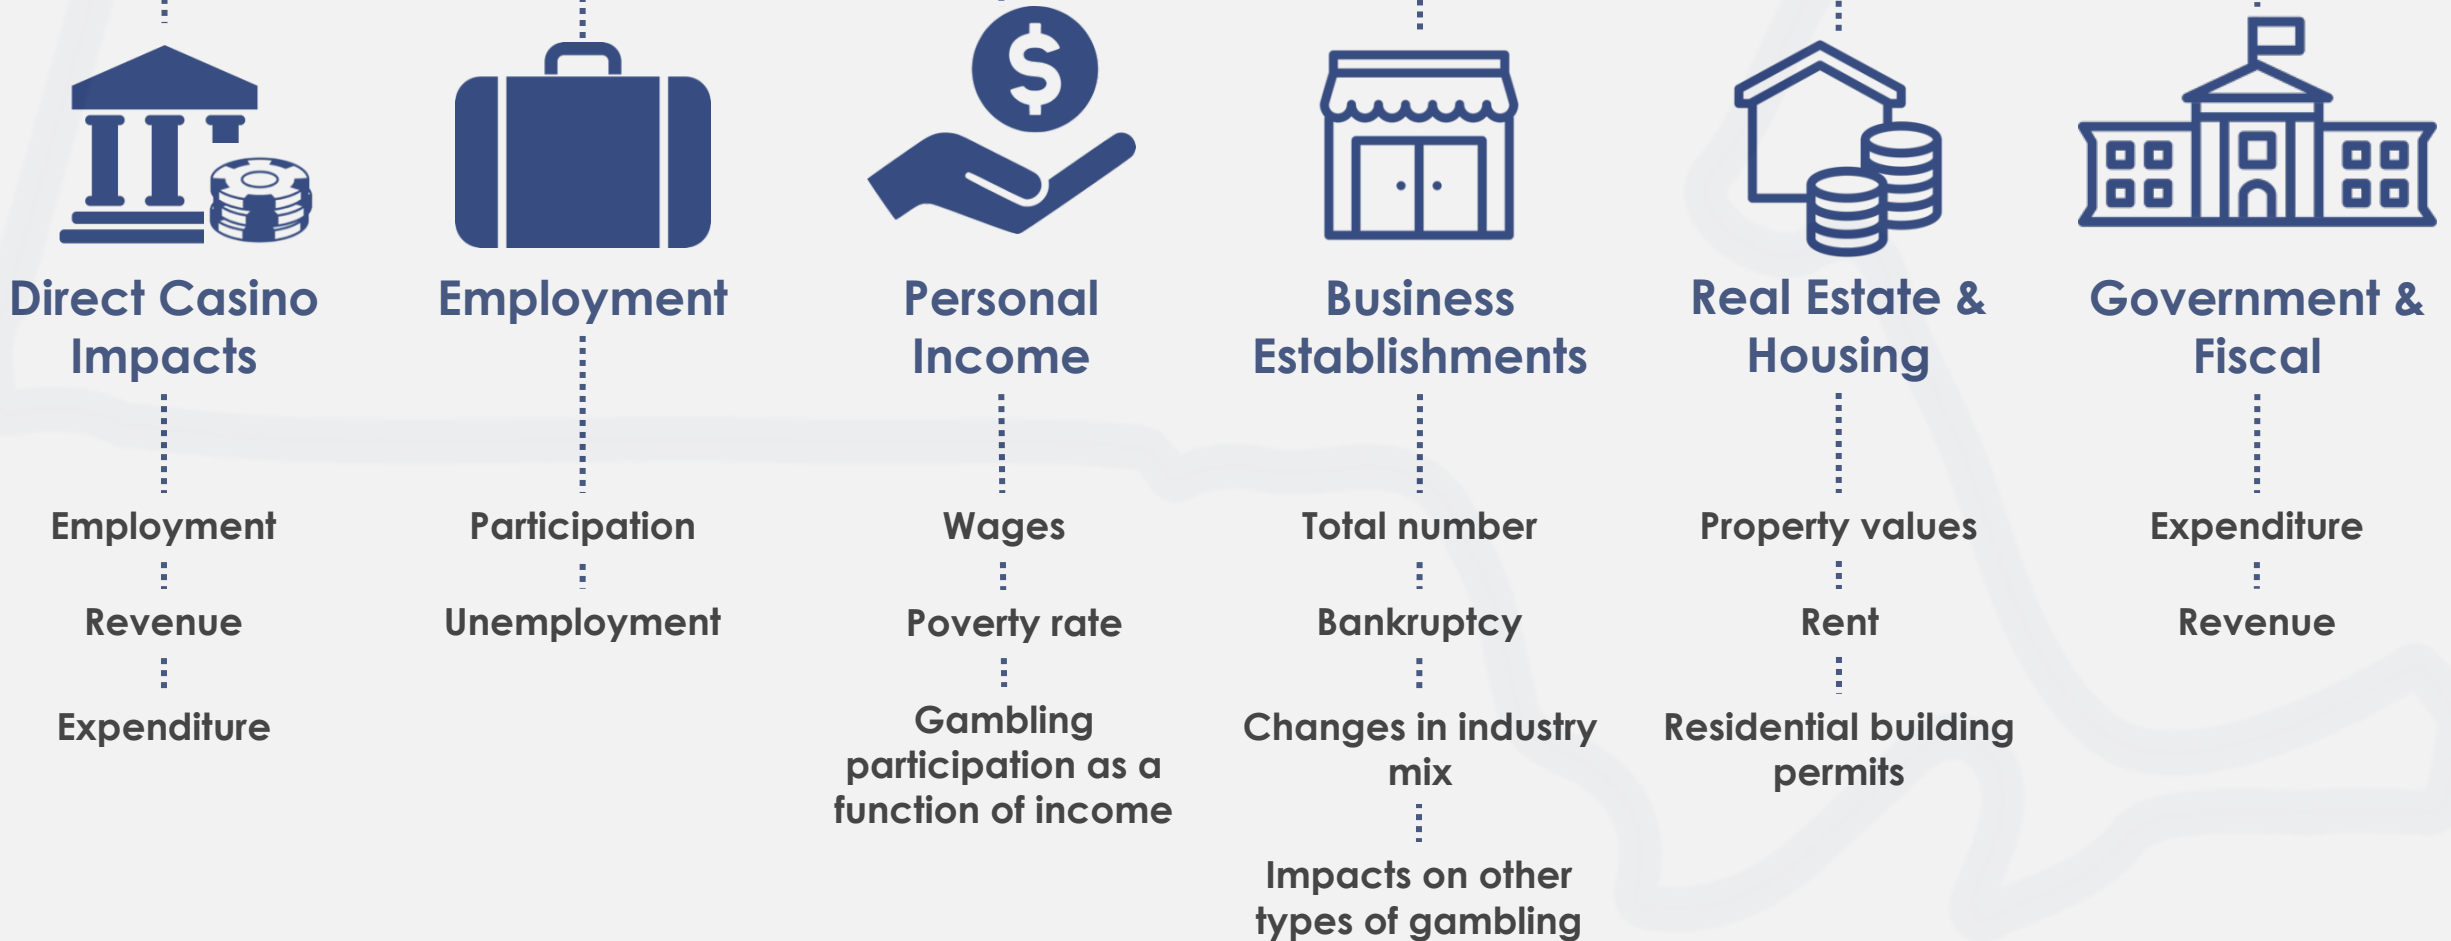 Direct Casino
Impacts
Employment
Revenue
Expenditure
Employment
Participation
Unemployment
Personal
Income
Wages
Poverty rate
Gambling
participation as a
function of income
Business
Establishments
Total number
Bankruptcy
Changes in industry
mix
Impacts on other
types of gambling
Real Estate &
Housing
Property values
Rent
Residential building
permits
Government &
Fiscal
Expenditure
Revenue